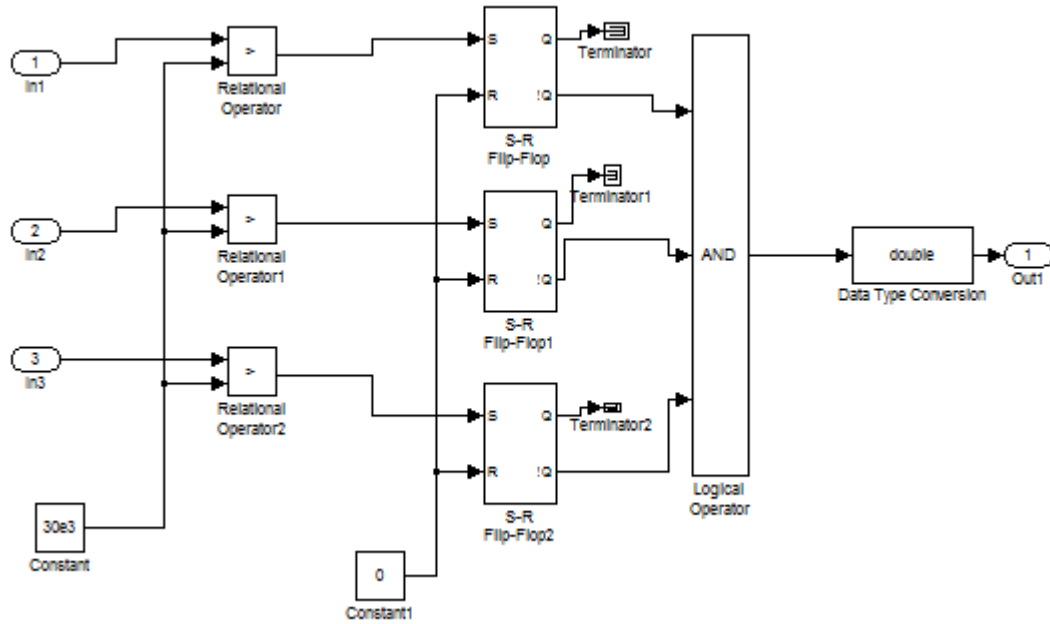 1
In1
>
Relational
Operator
S
Q
R
!Q
S-R
Flip-Flop
Terminator
2
In2
>
Relational
Operator1
S
Q
R
!Q
S-R
Flip-Flop1
Terminator1
AND
Logical
Operator
double
Data Type Conversion
1
Out1
3
In3
>
Relational
Operator2
S
Q
R
!Q
S-R
Flip-Flop2
Terminator2
30e3
Constant
0
Constant1